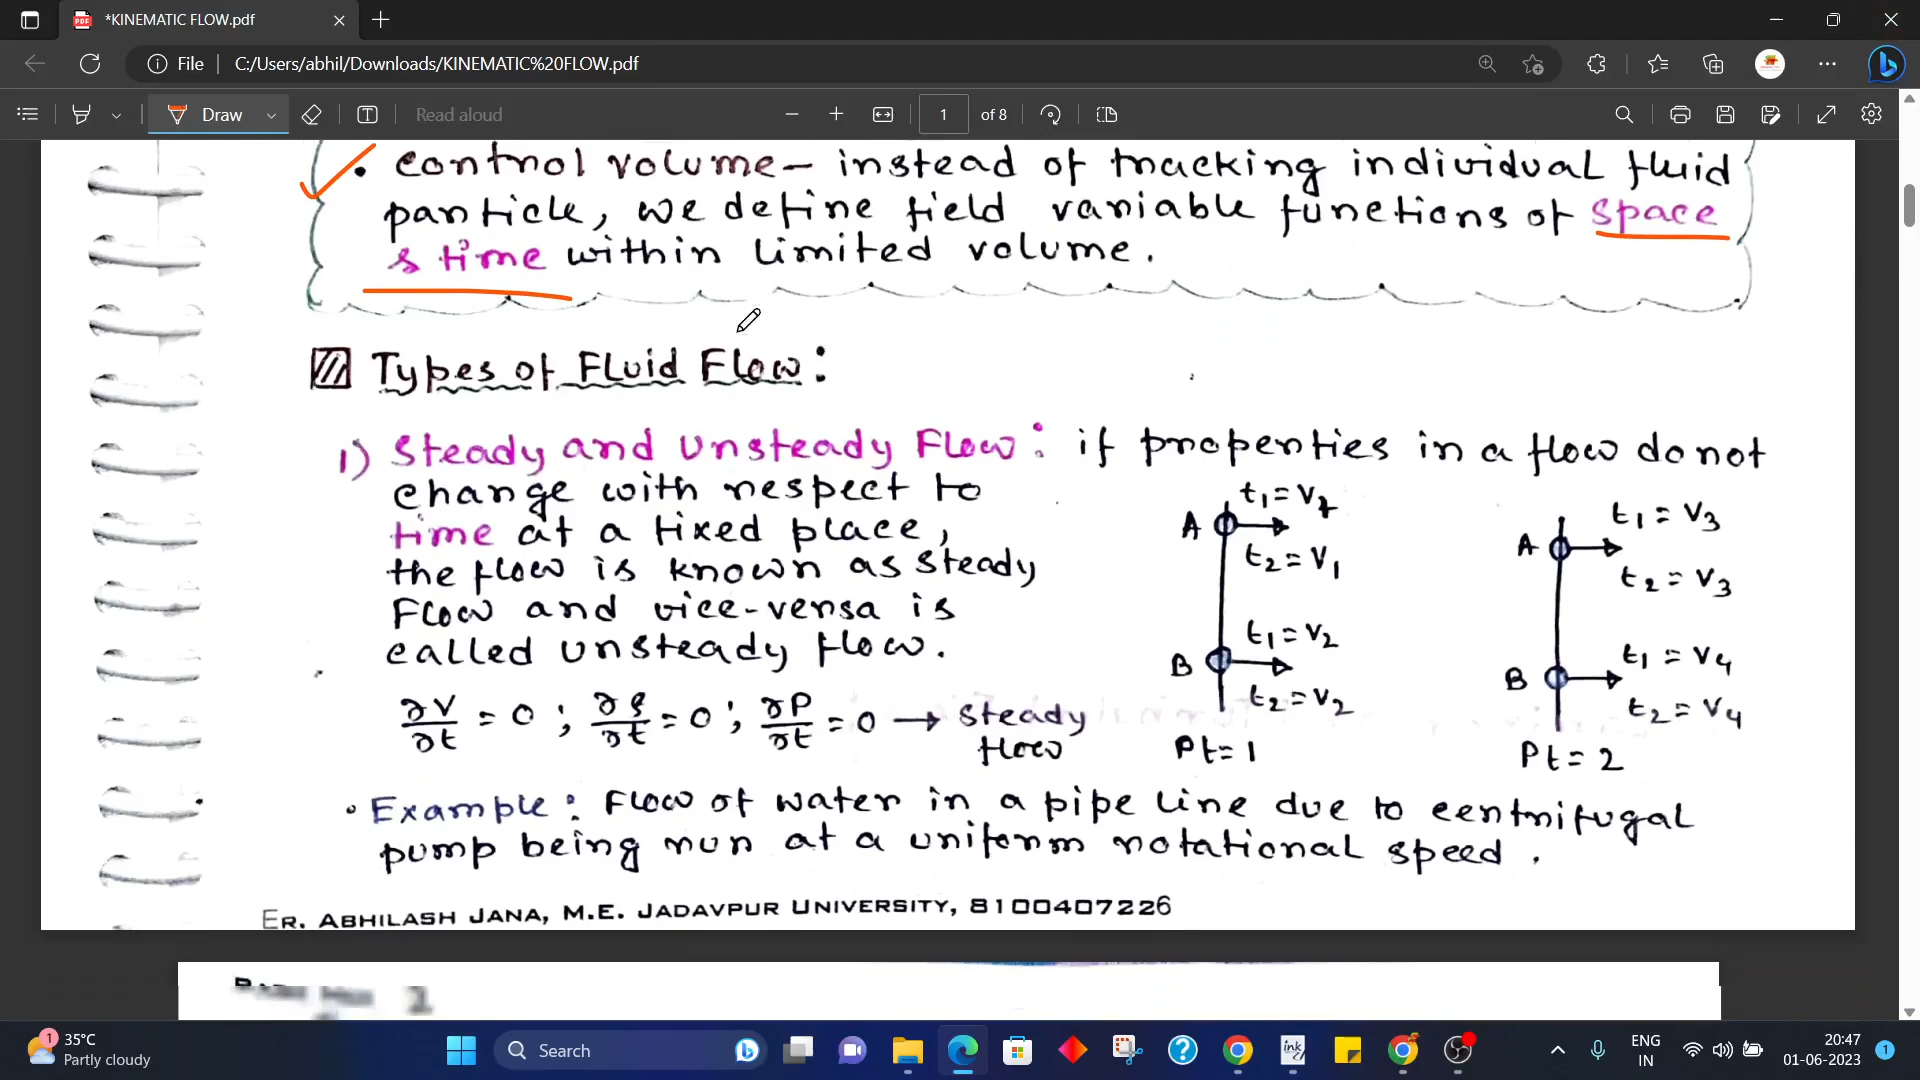 *KINEMATIC FLOW.pdf
File C:/Users/abhil/Downloads/KINEMATIC%20FLOW.pdf
Draw Read aloud 1 of 8
• control volume – instead of tracking individual fluid
particle, we define field variable functions of space
& time within limited volume.
Types of Fluid Flow:
1) Steady and Unsteady Flow: if properties in a flow do not
change with respect to
time at a fixed place,
the flow is known as steady
Flow and vice-versa is
called unsteady flow.
∂V/∂t = 0 ; ∂ρ/∂t = 0 ; ∂P/∂t = 0 → steady flow
A t₁ = V₁
t₂ = V₁
B t₁ = V₂
t₂ = V₂
Pt = 1
A t₁ = V₃
t₂ = V₃
B t₁ = V₄
t₂ = V₄
Pt = 2
• Example: Flow of water in a pipe line due to centrifugal
pump being run at a uniform rotational speed.
ER. ABHILASH JANA, M.E. JADAVPUR UNIVERSITY, 8100407226
1 35°C
Partly cloudy
Search
ENG
IN
20:47
01-06-2023
1